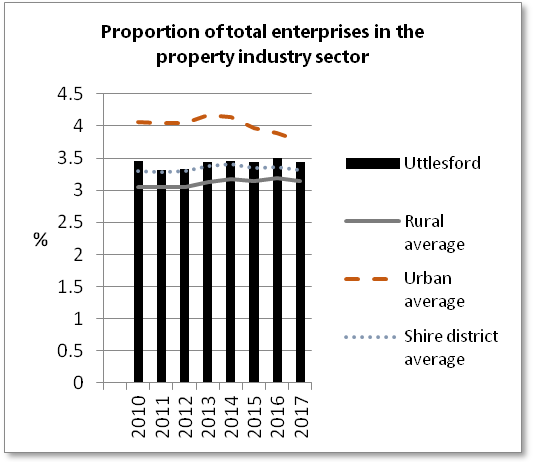 Proportion of total enterprises in the
property industry sector
4.5
4
3.5
3
2.5
2
1.5
1
0.5
0
%
2010
2011
2012
2013
2014
2015
2016
2017
Uttlesford
Rural
average
Urban
average
Shire district
average